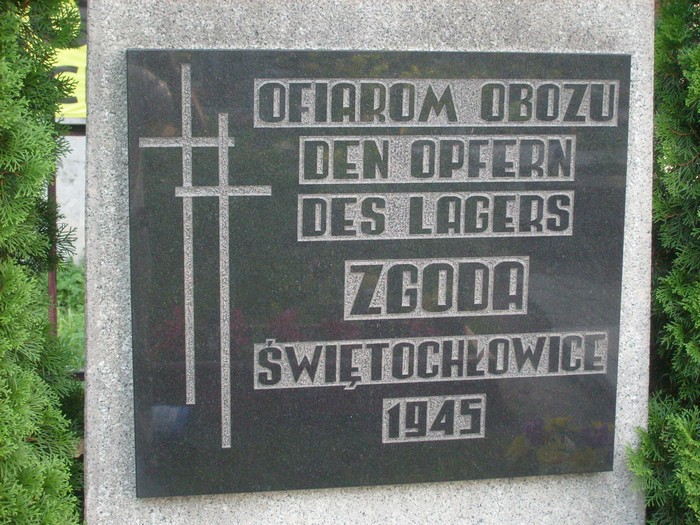 OFIAROM OBOZU
DEN OPFERN
DES LAGERS
ZGODA
ŚWIĘTOCHŁOWICE
1945